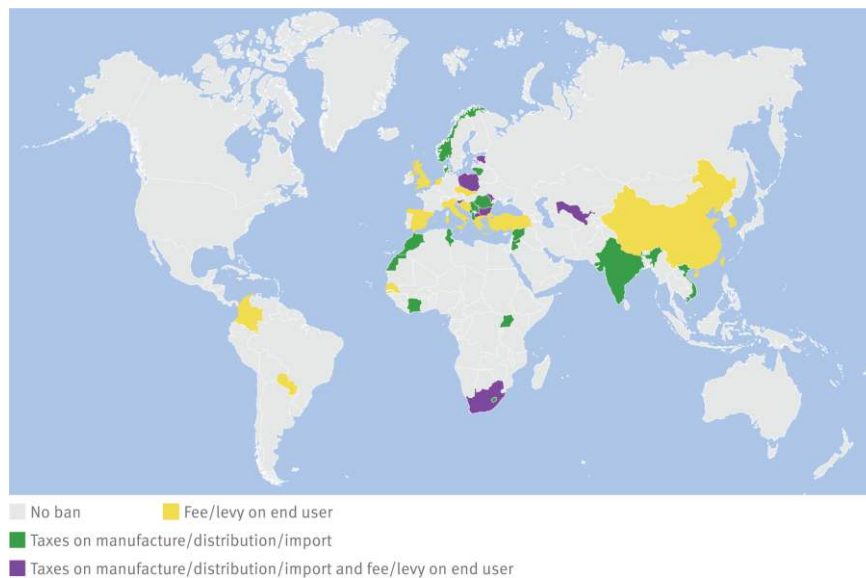 No ban
Fee/levy on end user
Taxes on manufacture/distribution/import
Taxes on manufacture/distribution/import and fee/levy on end user